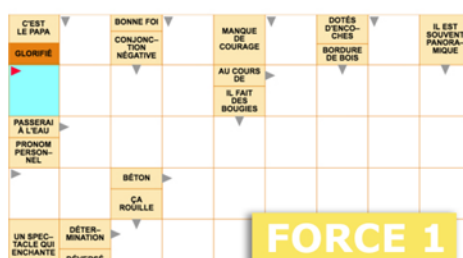 C'EST
LE PAPA
GLORIFIÉ
BONNE FOI
CONJONC–
TION
NÉGATIVE
MANQUE
DE
COURAGE
DOTÉS
D'ENCO–
CHES
BORDURE
DE BOIS
IL EST
SOUVENT
PANORA–
MIQUE
AU COURS
DE
IL FAIT
DES
BOUGIES
PASSERAI
À L'EAU
PRONOM
PERSON–
NEL
BÉTON
ÇA
ROUILLE
UN SPEC–
TACLE QUI
ENCHANTE
DÉTER–
MINATION
FORCE 1